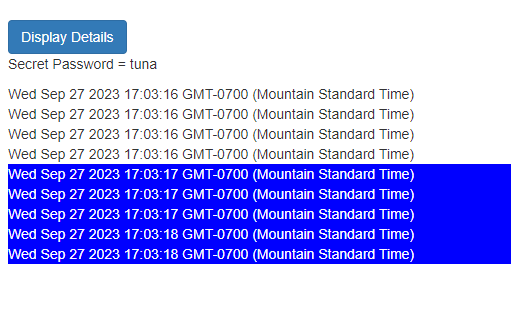 Display Details
Secret Password = tuna
Wed Sep 27 2023 17:03:16 GMT-0700 (Mountain Standard Time)
Wed Sep 27 2023 17:03:16 GMT-0700 (Mountain Standard Time)
Wed Sep 27 2023 17:03:16 GMT-0700 (Mountain Standard Time)
Wed Sep 27 2023 17:03:16 GMT-0700 (Mountain Standard Time)
Wed Sep 27 2023 17:03:17 GMT-0700 (Mountain Standard Time)
Wed Sep 27 2023 17:03:17 GMT-0700 (Mountain Standard Time)
Wed Sep 27 2023 17:03:17 GMT-0700 (Mountain Standard Time)
Wed Sep 27 2023 17:03:18 GMT-0700 (Mountain Standard Time)
Wed Sep 27 2023 17:03:18 GMT-0700 (Mountain Standard Time)